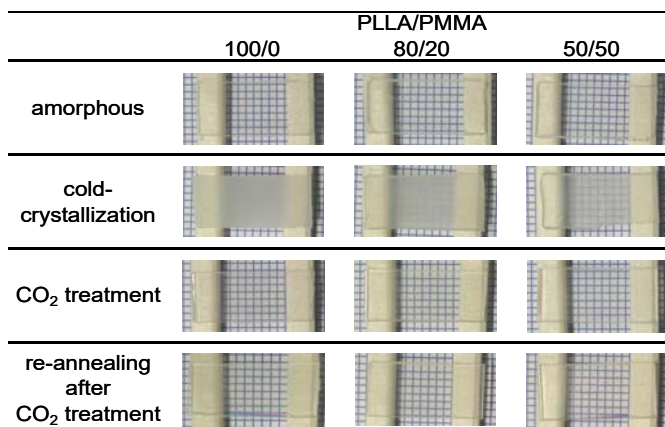 PLLA/PMMA
100/0 80/20 50/50
amorphous
cold-
crystallization
CO₂ treatment
re-annealing
after
CO₂ treatment